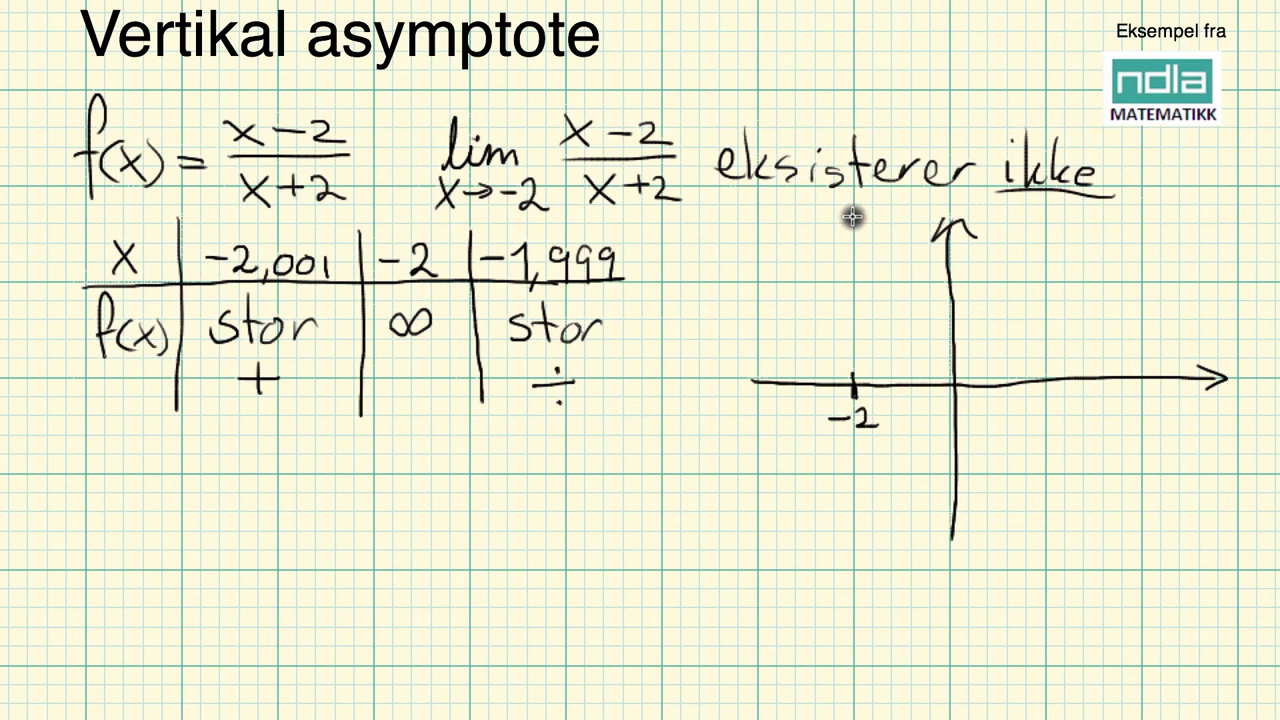 Vertikal asymptote
Eksempel fra
ndla
MATEMATIKK
f(x) = x-2 / x+2   lim x→-2 x-2 / x+2 eksisterer ikke
x | -2,001 | -2 | -1,999
f(x) | stor | ∞ | stor
+ ÷
-2